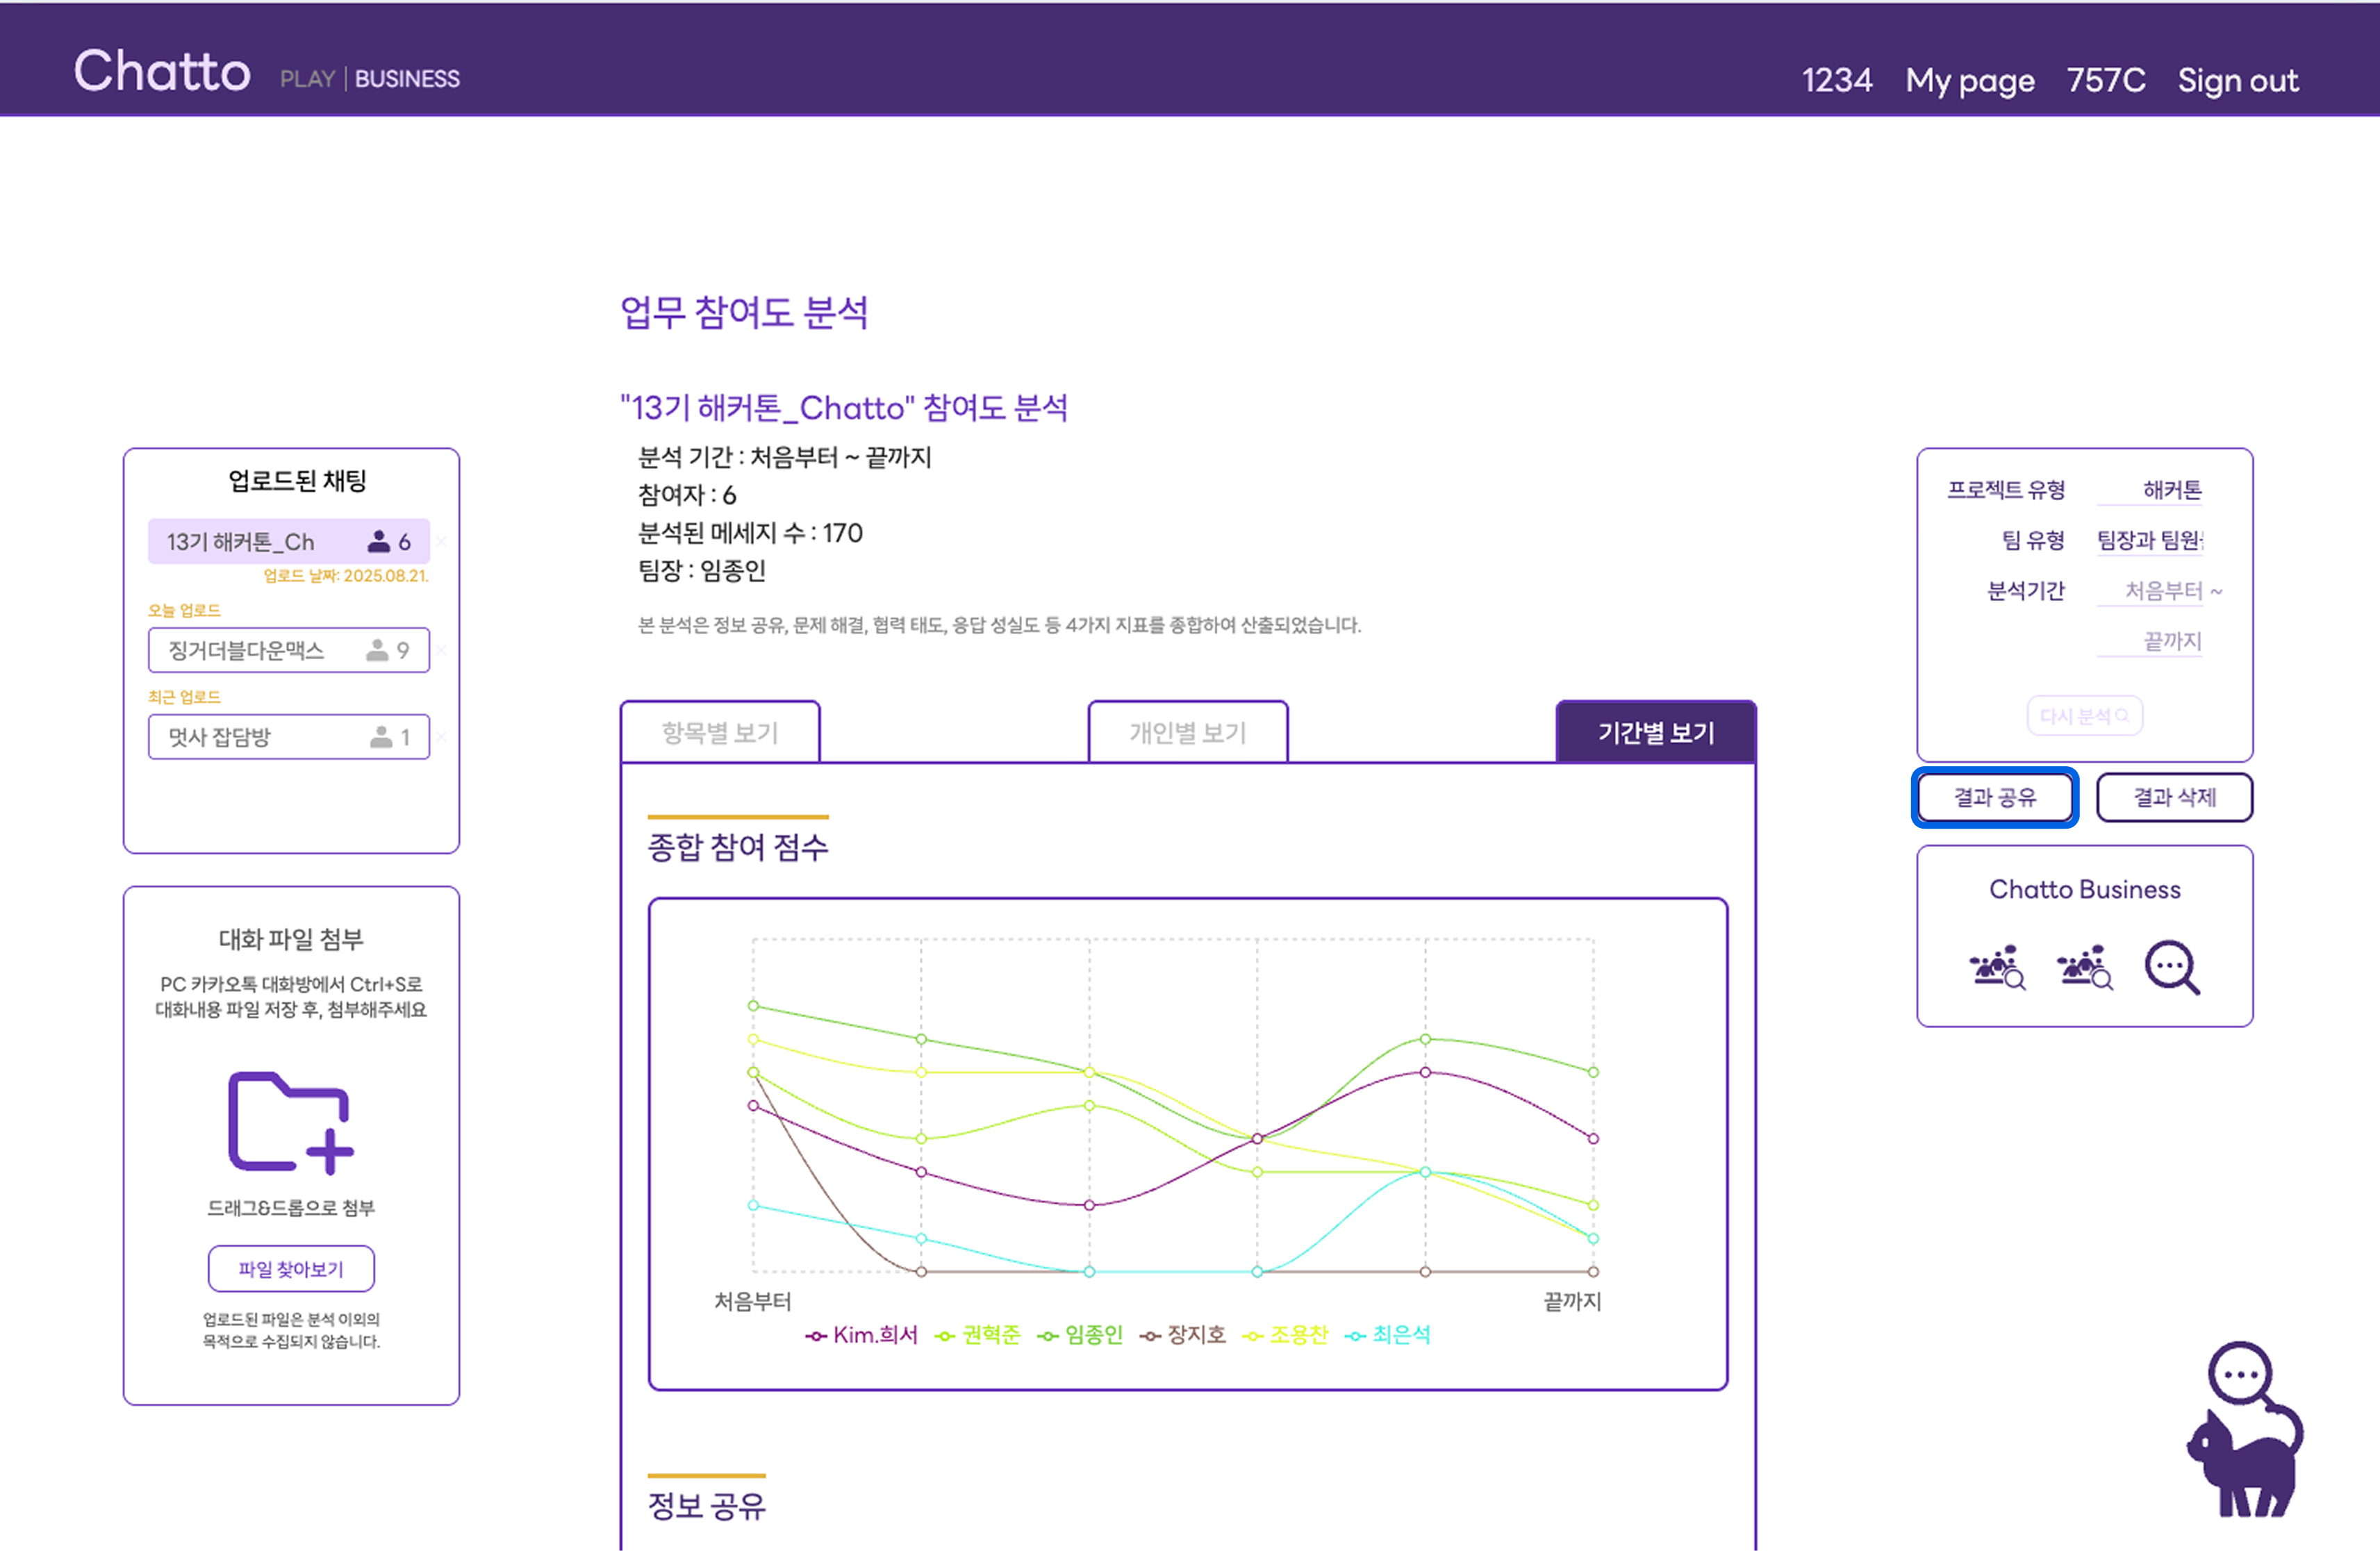 Chatto PLAY | BUSINESS
1234 My page 757C Sign out
업무 참여도 분석
"13기 해커톤_Chatto" 참여도 분석
분석 기간 : 처음부터 ~ 끝까지
참여자 : 6
분석된 메세지 수 : 170
팀장 : 임종인
본 분석은 정보 공유, 문제 해결, 협력 태도, 응답 성실도 등 4가지 지표를 종합하여 산출되었습니다.
업로드된 채팅
13기 해커톤_Ch 6
업로드 날짜: 2025.08.21.
오늘 업로드
징거더블다운맥스 9
최근 업로드
멋사 잡담방 1
대화 파일 첨부
PC 카카오톡 대화방에서 Ctrl+S로
대화내용 파일 저장 후, 첨부해주세요
드래그&드롭으로 첨부
파일 찾아보기
업로드된 파일은 분석 이외의
목적으로 수집되지 않습니다.
항목별 보기
개인별 보기
기간별 보기
종합 참여 점수
처음부터 끝까지
Kim.희서 권혁준 임종인 장지호 조용찬 최은석
정보 공유
프로젝트 유형 해커톤
팀 유형 팀장과 팀원
분석기간 처음부터 ~
끝까지
다시 분석
결과 공유 결과 삭제
Chatto Business